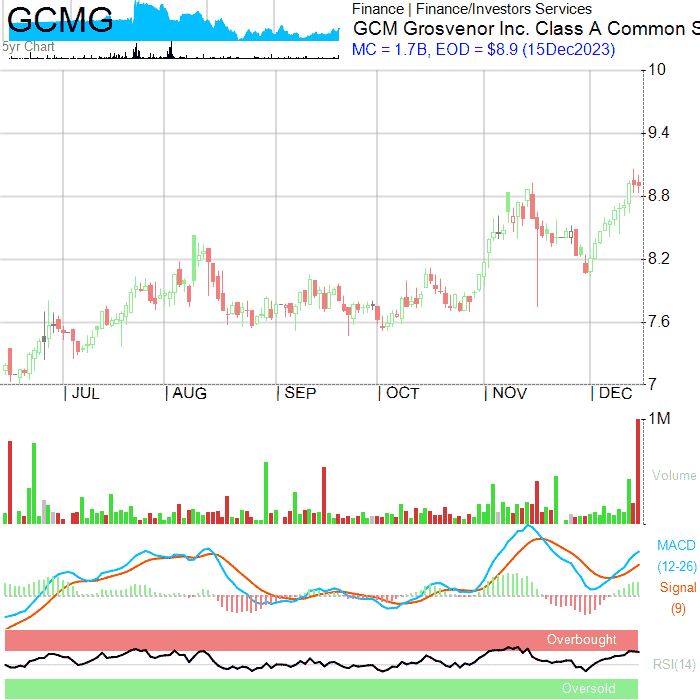 GCMG
5yr Chart
Finance | Finance/Investors Services
GCM Grosvenor Inc. Class A Common S
MC = 1.7B, EOD = $8.9 (15Dec2023)
10
9.4
8.8
8.2
7.6
7
| JUL | AUG | SEP | OCT | NOV | DEC
1M
Volume
MACD
(12-26)
Signal
(9)
Overbought
RSI(14)
Oversold